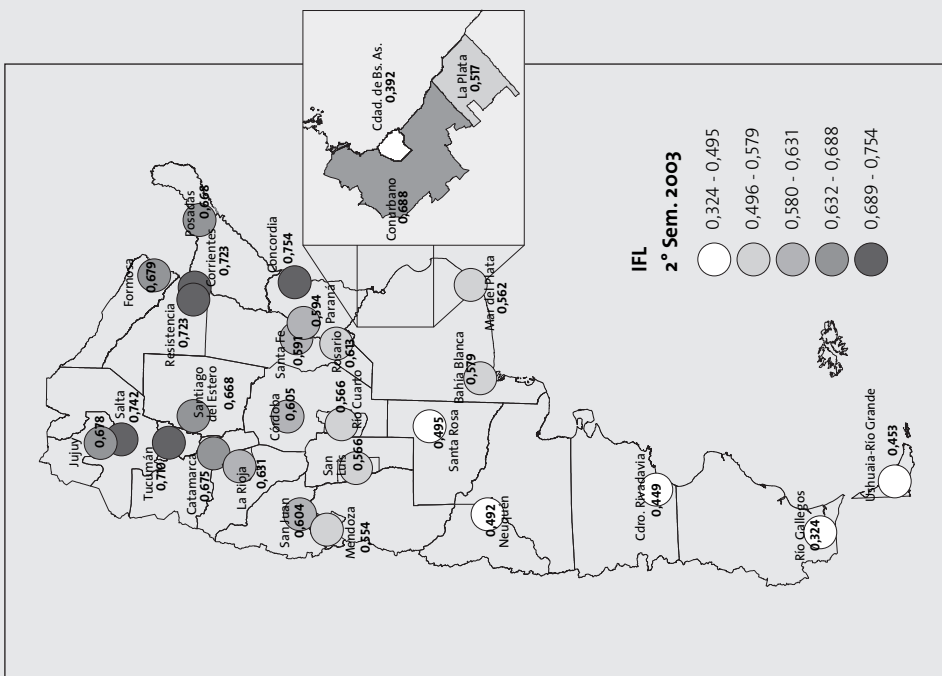 Jujuy
0,678
Salta
0,742
Formosa
0,679
Tucumán
0,710
Santiago
del Estero
0,668
Resistencia
0,723
Corrientes
0,723
Posadas
0,668
Catamarca
0,675
La Rioja
0,631
Santa Fe
0,591
Concordia
0,754
Paraná
0,594
Córdoba
0,605
Rosario
0,613
San Juan
0,604
Mendoza
0,554
San
Luis
0,566
Río Cuarto
0,566
Santa Rosa
0,495
Neuquén
0,492
Bahía Blanca
0,579
Mar del Plata
0,562
Cdro. Rivadavia
0,449
Río Gallegos
0,324
Ushuaia-Río Grande
0,453
Cdad. de Bs. As.
0,392
La Plata
0,517
Conurbano
0,688
IFL
2° Sem. 2003
0,324 - 0,495
0,496 - 0,579
0,580 - 0,631
0,632 - 0,688
0,689 - 0,754